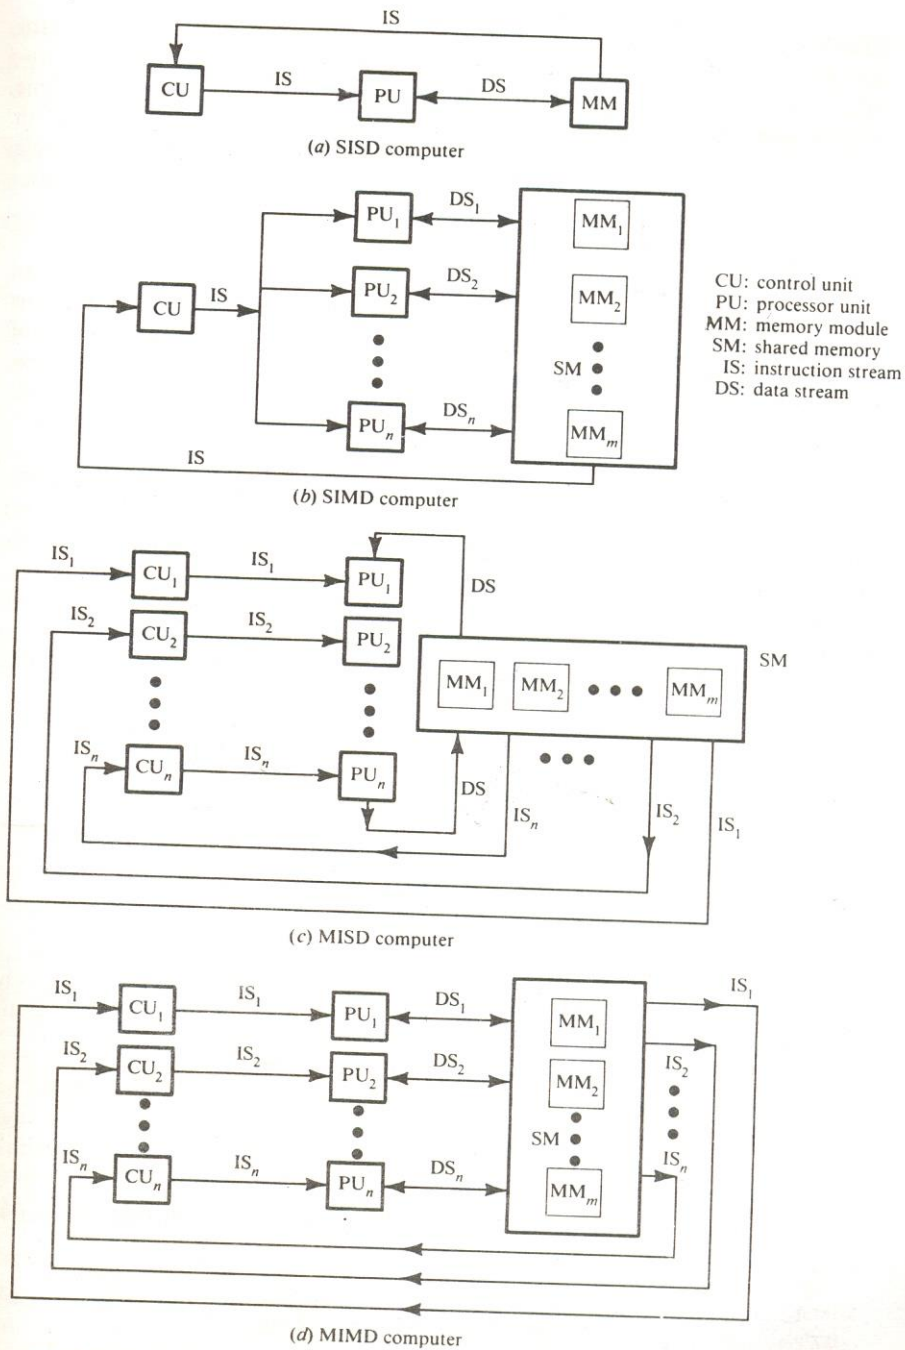 IS
CU
IS
PU
DS
MM
(a) SISD computer
PU₁
DS₁
MM₁
CU
IS
PU₂
DS₂
MM₂
SM
PUₙ
DSₙ
MMₘ
IS
(b) SIMD computer
CU: control unit
PU: processor unit
MM: memory module
SM: shared memory
IS: instruction stream
DS: data stream
IS₁
CU₁
IS₁
PU₁
DS
IS₂
CU₂
IS₂
PU₂
SM
MM₁
MM₂
MMₘ
ISₙ
CUₙ
ISₙ
PUₙ
DS
ISₙ
IS₂
IS₁
(c) MISD computer
IS₁
CU₁
IS₁
PU₁
DS₁
MM₁
IS₁
IS₂
CU₂
IS₂
PU₂
DS₂
MM₂
IS₂
SM
ISₙ
CUₙ
ISₙ
PUₙ
DSₙ
MMₘ
ISₙ
(d) MIMD computer